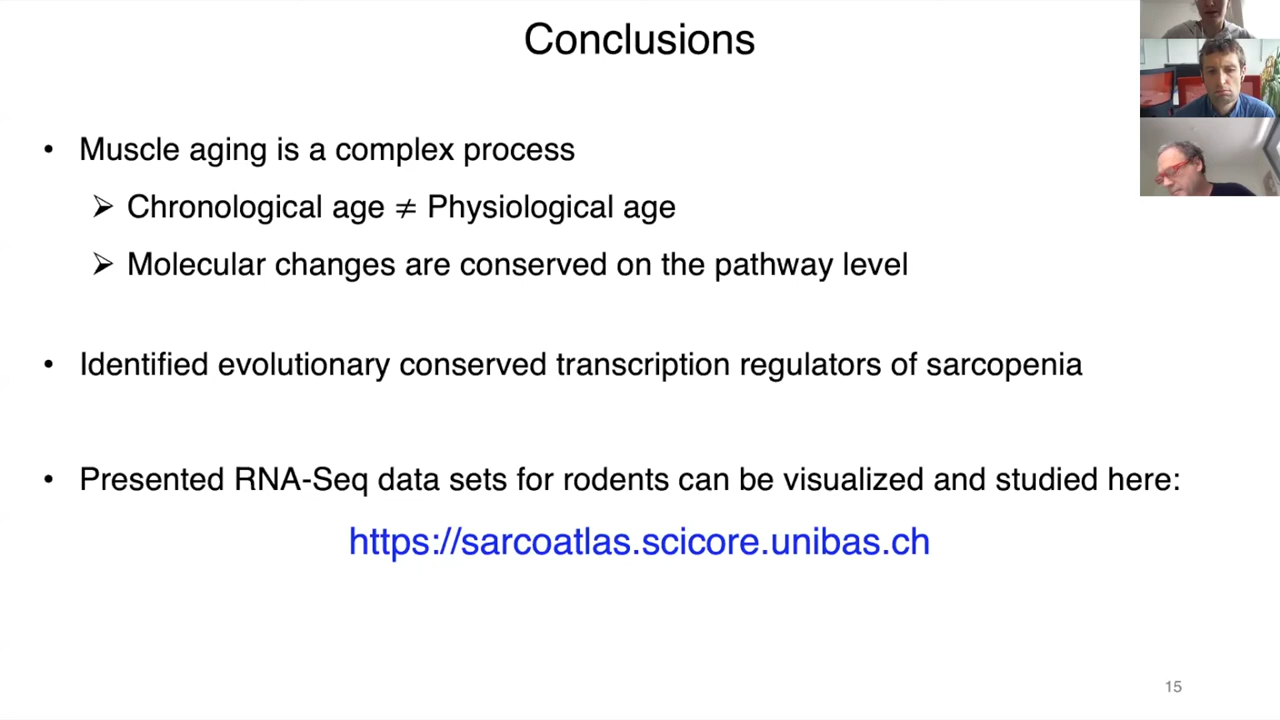 Conclusions
• Muscle aging is a complex process
➢ Chronological age ≠ Physiological age
➢ Molecular changes are conserved on the pathway level
• Identified evolutionary conserved transcription regulators of sarcopenia
• Presented RNA-Seq data sets for rodents can be visualized and studied here:
https://sarcoatlas.scicore.unibas.ch
15